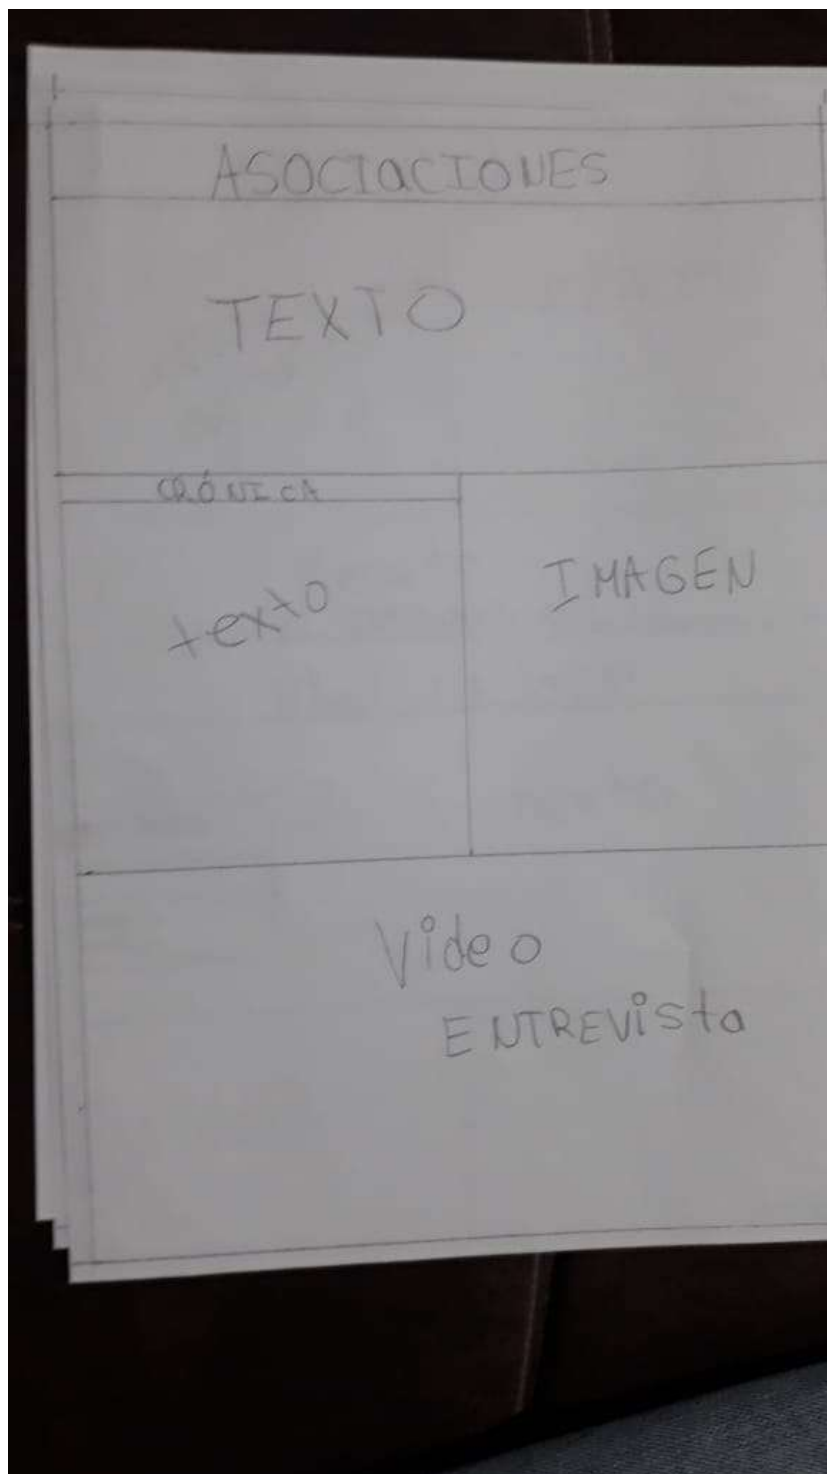 ASOCIaCIONES
TEXTO
CRÓNICA
texto
IMAGEN
Video
ENTREVista